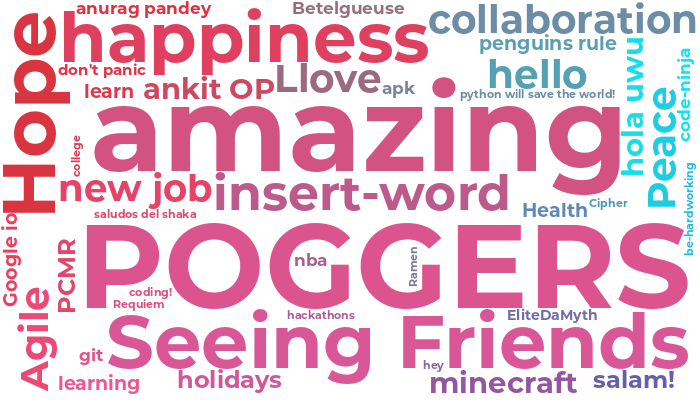 anurag pandey
Betelgueuse
collaboration
Hope
happiness
penguins rule
hola uwu
code-ninja
don't panic
Llove
hello
learn
ankit OP
apk
python will save the world!
amazing
Peace
college
new job
insert-word
be-hardworking
Health
Cipher
saludos del shaka
Google io
POGGERS
PCMR
nba
Ramen
coding!
Requiem
hackathons
EliteDaMyth
Agile
Seeing Friends
git
hey
learning
holidays
minecraft
salam!